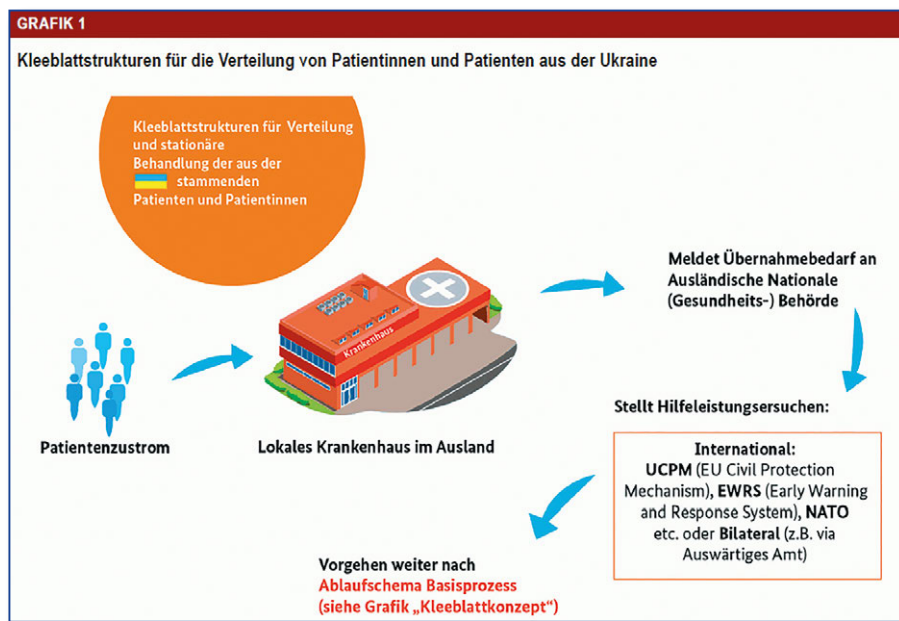 GRAFIK 1
Kleeblattstrukturen für die Verteilung von Patientinnen und Patienten aus der Ukraine
Kleeblattstrukturen für Verteilung
und stationäre
Behandlung der aus der
stammenden
Patienten und Patientinnen
Meldet Übernahmebedarf an
Ausländische Nationale
(Gesundheits-) Behörde
Krankenhaus
Patientenzustrom
Lokales Krankenhaus im Ausland
Stellt Hilfeleistungsersuchen:
International:
UCPM (EU Civil Protection
Mechanism), EWRS (Early Warning
and Response System), NATO
etc. oder Bilateral (z.B. via
Auswärtiges Amt)
Vorgehen weiter nach
Ablaufschema Basisprozess
(siehe Grafik „Kleeblattkonzept“)